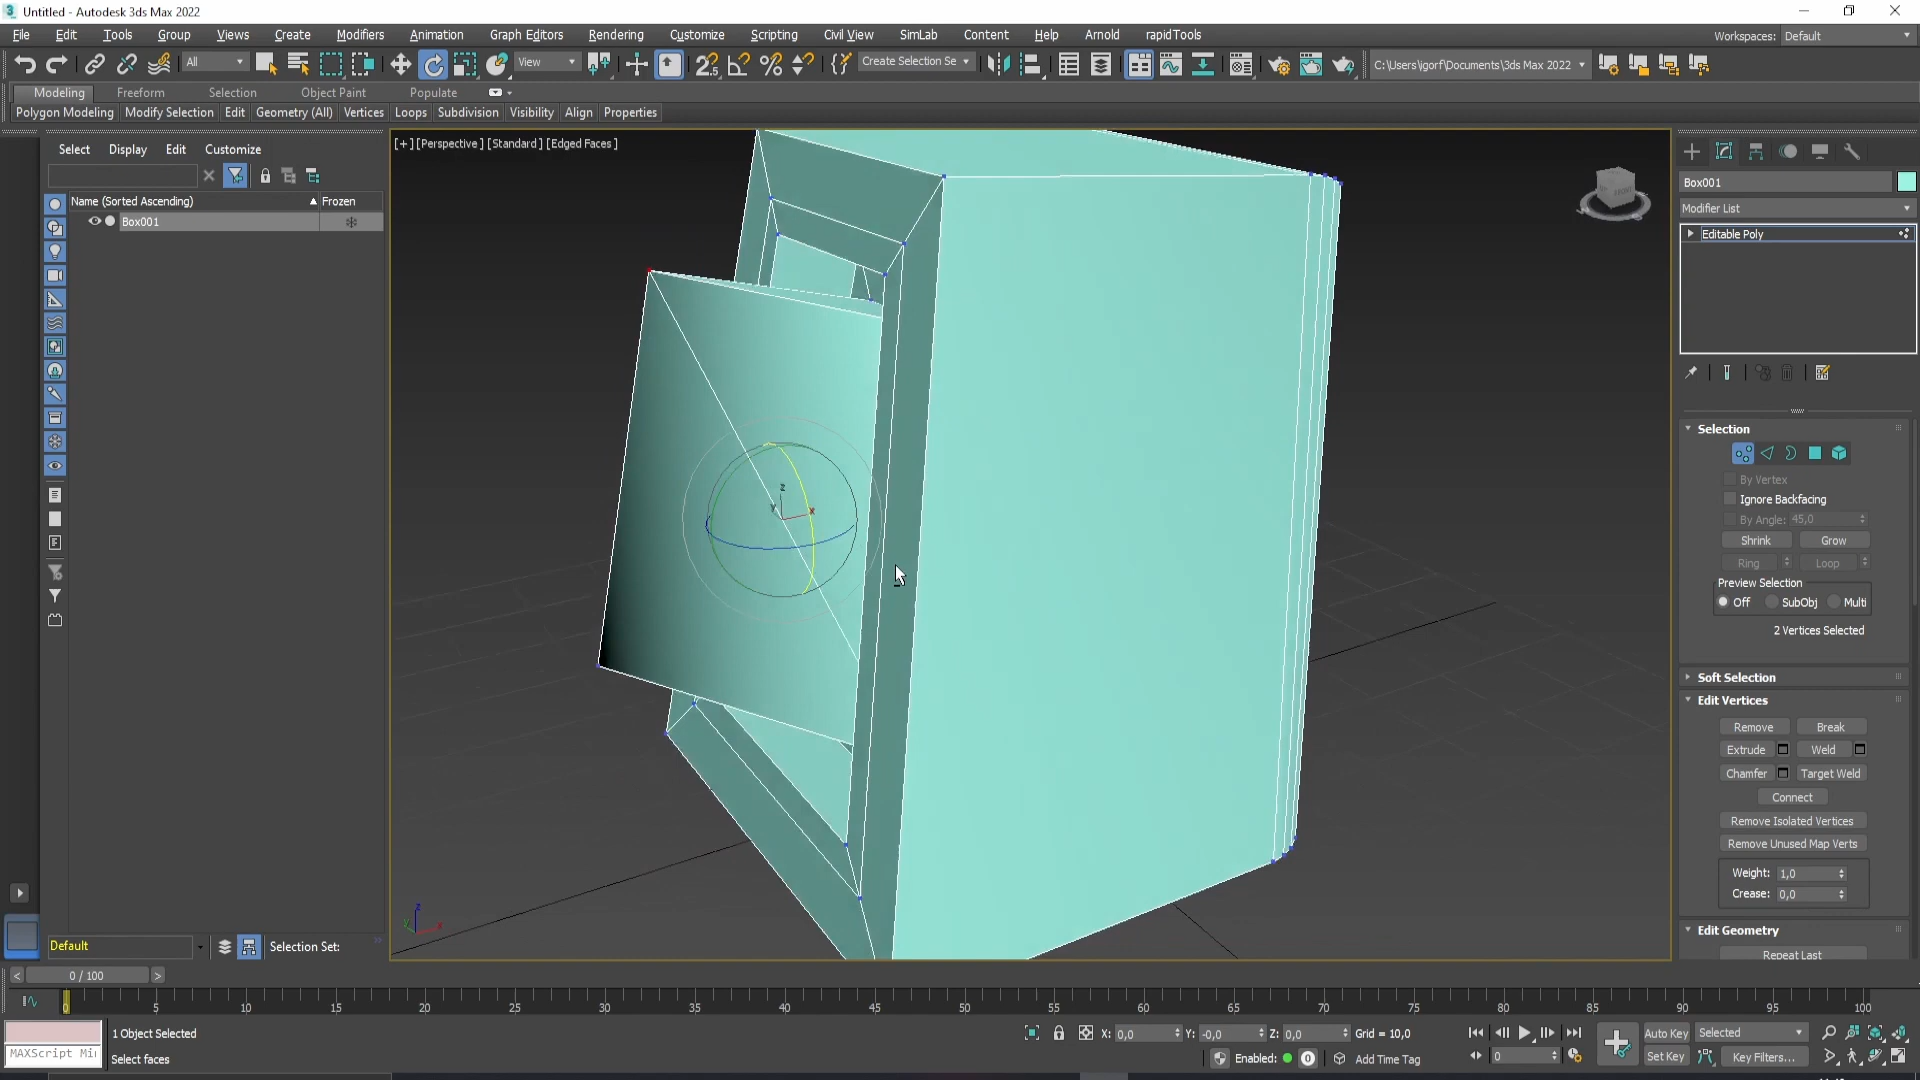 Untitled - Autodesk 3ds Max 2022
File Edit Tools Group Views Create Modifiers Animation Graph Editors Rendering Customize Scripting Civil View SimLab Content Help Arnold rapidTools Workspaces: Default
All View Create Selection Se C:\Users\igorf\Documents\3ds Max 2022
Modeling Freeform Selection Object Paint Populate
Polygon Modeling Modify Selection Edit Geometry (All) Vertices Loops Subdivision Visibility Align Properties
Select Display Edit Customize
[+] [Perspective] [Standard] [Edged Faces]
Name (Sorted Ascending) Frozen
Box001
Box001
Modifier List
Editable Poly
Selection
By Vertex
Ignore Backfacing
By Angle: 45,0
Shrink Grow
Ring Loop
Preview Selection
Off SubObj Multi
2 Vertices Selected
Soft Selection
Edit Vertices
Remove Break
Extrude Weld
Chamfer Target Weld
Connect
Remove Isolated Vertices
Remove Unused Map Verts
Weight: 1,0
Crease: 0,0
Edit Geometry
Repeat Last
z
x
Default Selection Set:
0 / 100
0 5 10 15 20 25 30 35 40 45 50 55 60 65 70 75 80 85 90 95 100
1 Object Selected X: 0,0 Y: -0,0 Z: 0,0 Grid = 10,0 Auto Key Selected
MAXScript Mi Select faces Enabled: 0 Add Time Tag 0 Set Key Key Filters...